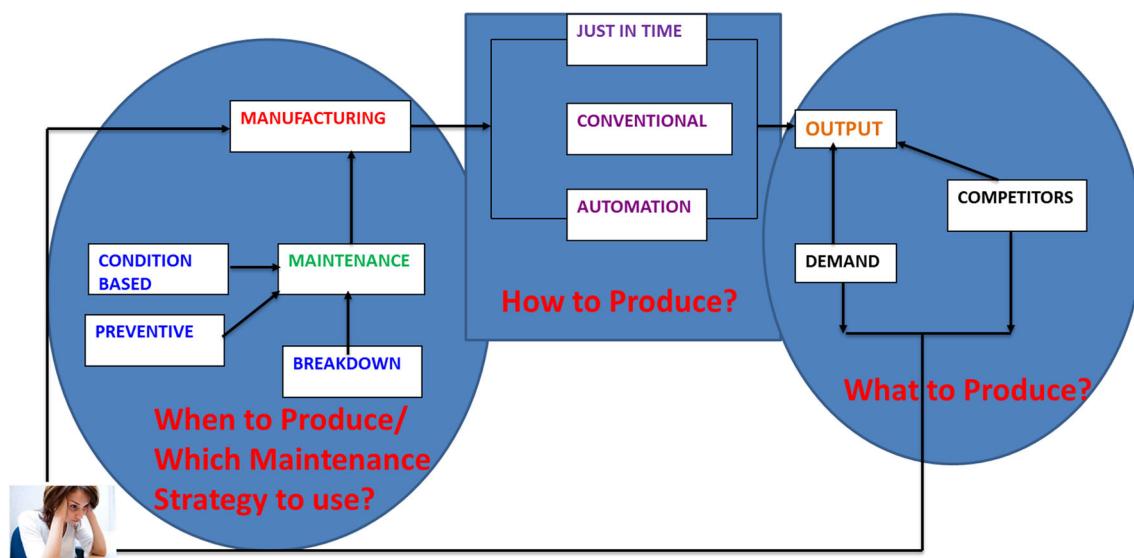 JUST IN TIME
MANUFACTURING
CONVENTIONAL
OUTPUT
AUTOMATION
COMPETITORS
CONDITION
BASED
MAINTENANCE
DEMAND
PREVENTIVE
BREAKDOWN
How to Produce?
What to Produce?
When to Produce/
Which Maintenance
Strategy to use?